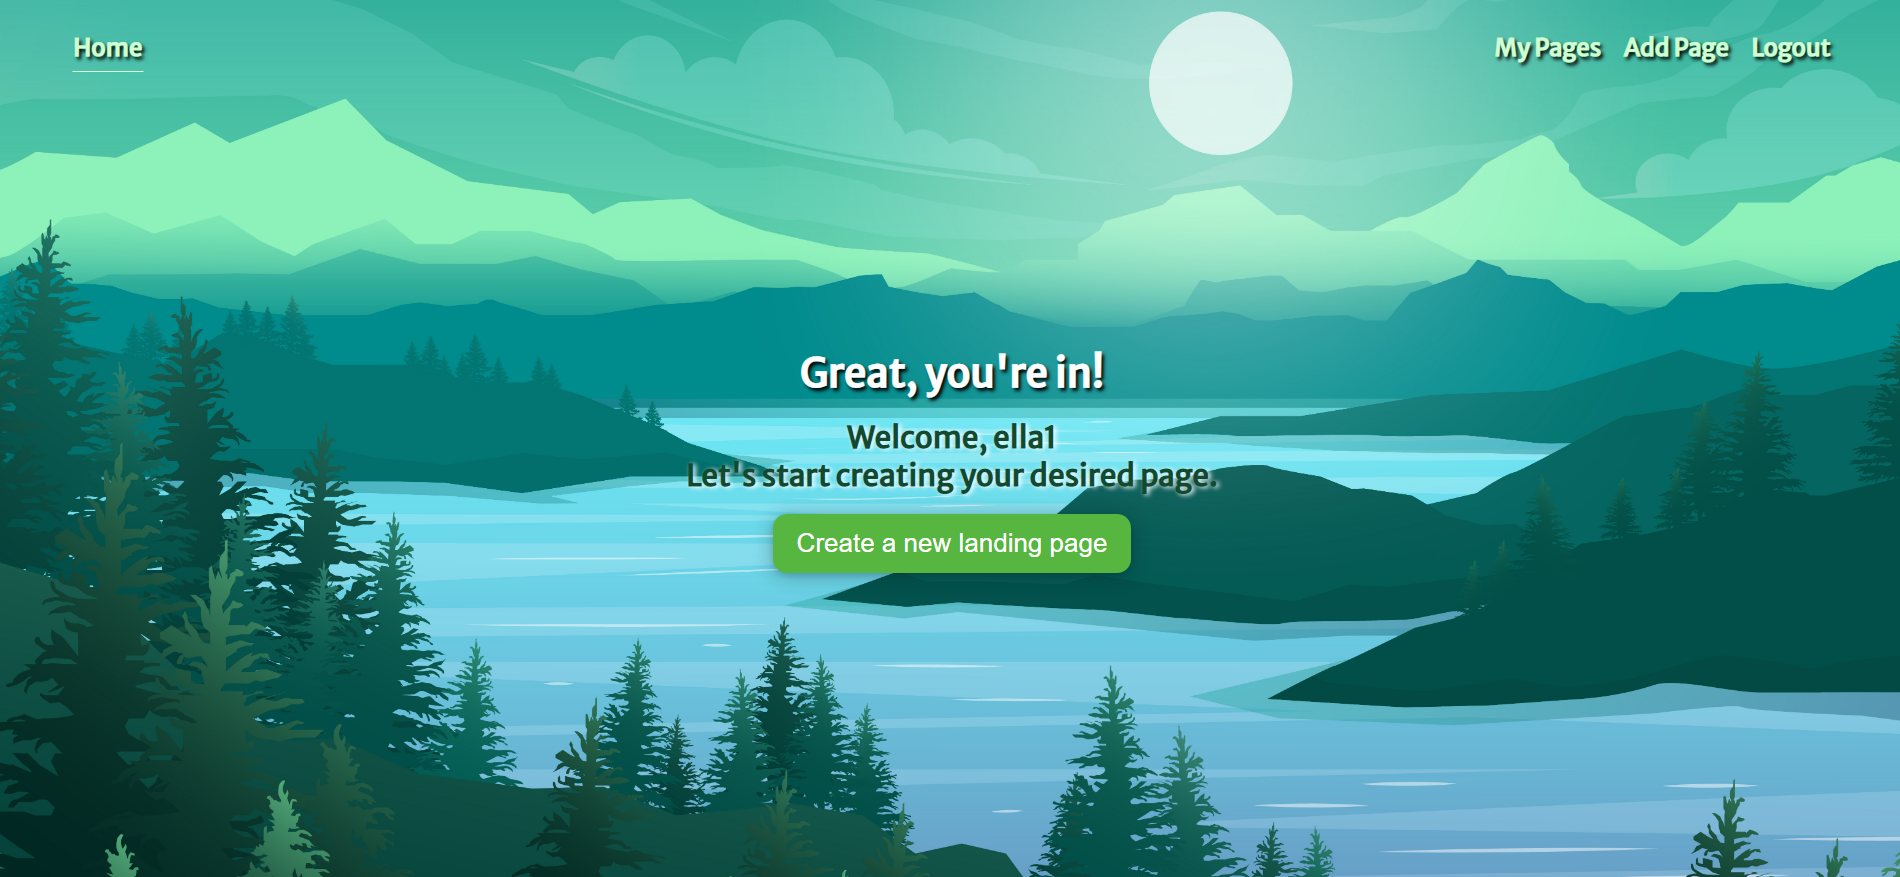 Home
My Pages Add Page Logout
Great, you're in!
Welcome, ella1
Let's start creating your desired page.
Create a new landing page